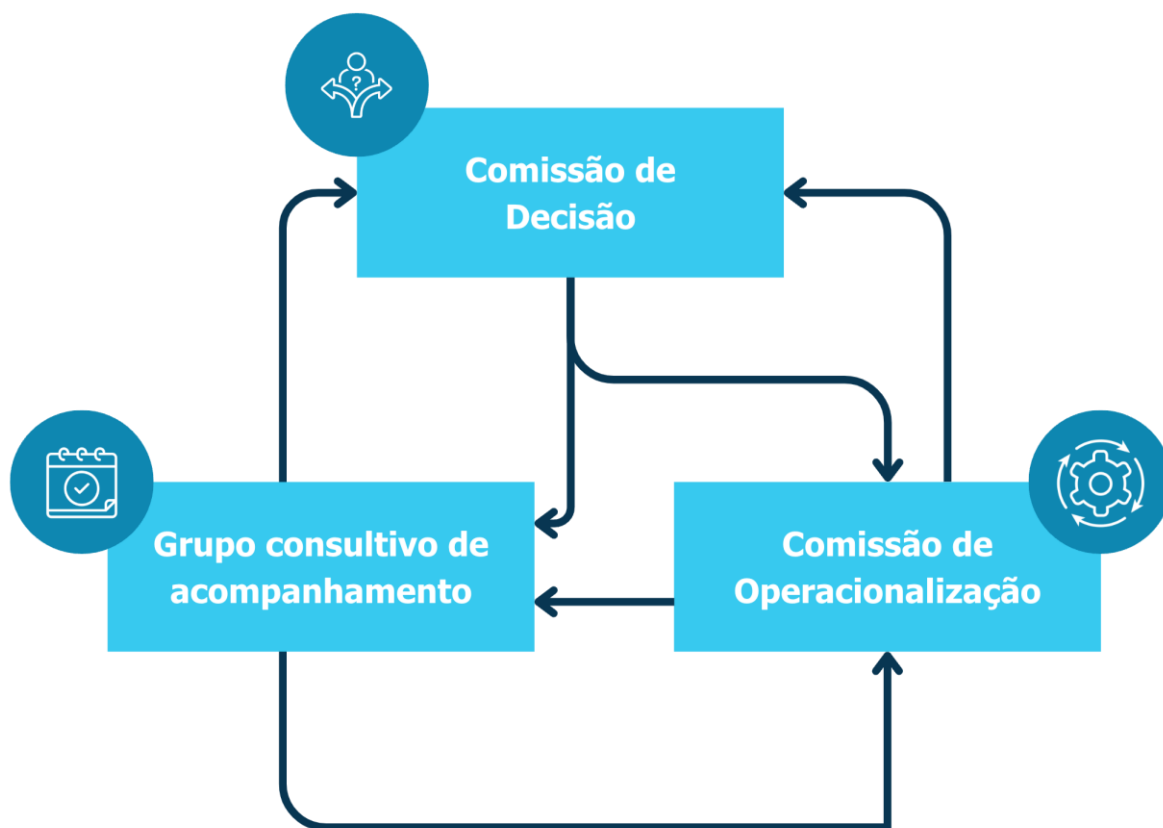 ?
Comissão de
Decisão
Grupo consultivo de
acompanhamento
Comissão de
Operacionalização